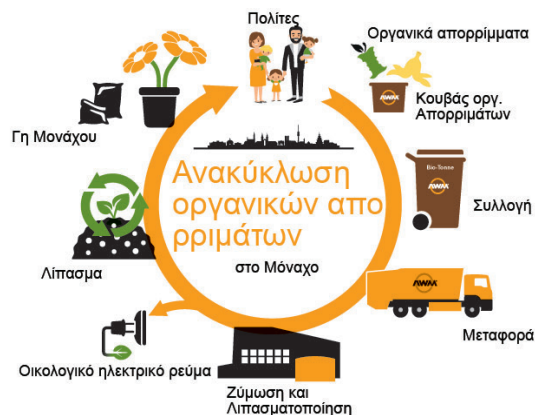 Πολίτες
Οργανικά απορρίμματα
Κουβάς οργ.
Απορριμάτων
AWM
Bio-Tonne
AWM
Συλλογή
AWM
Μεταφορά
Ζύμωση και
Λιπασματοποίηση
Οικολογικό ηλεκτρικό ρεύμα
Λίπασμα
Γη Μονάχου
Ανακύκλωση
οργανικών απο
ρριμάτων
στο Μόναχο